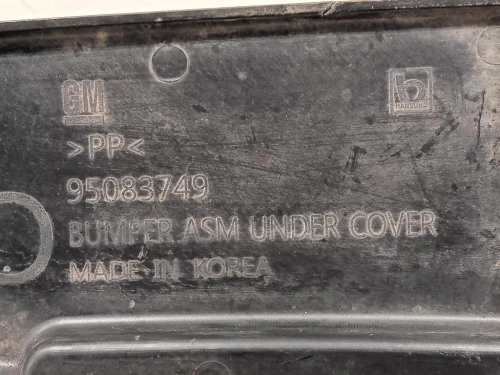 GM
HANSUNG
>PP<
95083749
BUMPER ASM UNDER COVER
MADE IN KOREA